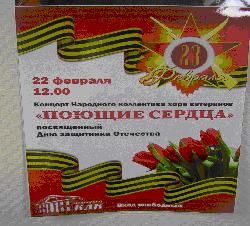 23
Февраля
22 февраля
12.00
Концерт Народного коллектива хора ветеранов
«ПОЮЩИЕ СЕРДЦА»
посвященный
Дню защитника Отечества
Вход свободный